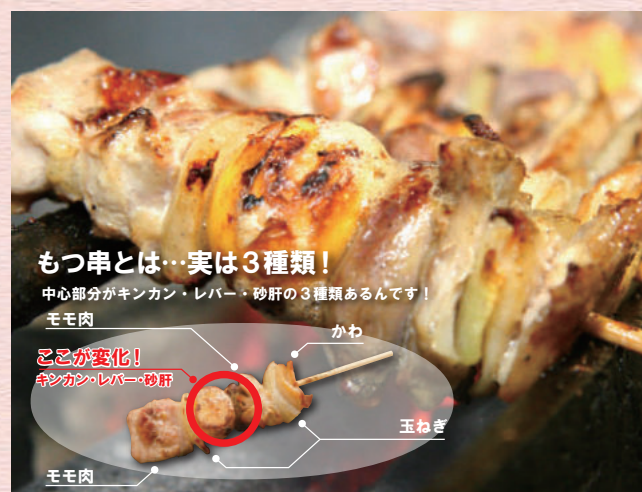 もつ串とは…実は3種類!
中心部分がキンカン・レバー・砂肝の3種類あるんです!
モモ肉
かわ
ここが変化!
キンカン・レバー・砂肝
玉ねぎ
モモ肉